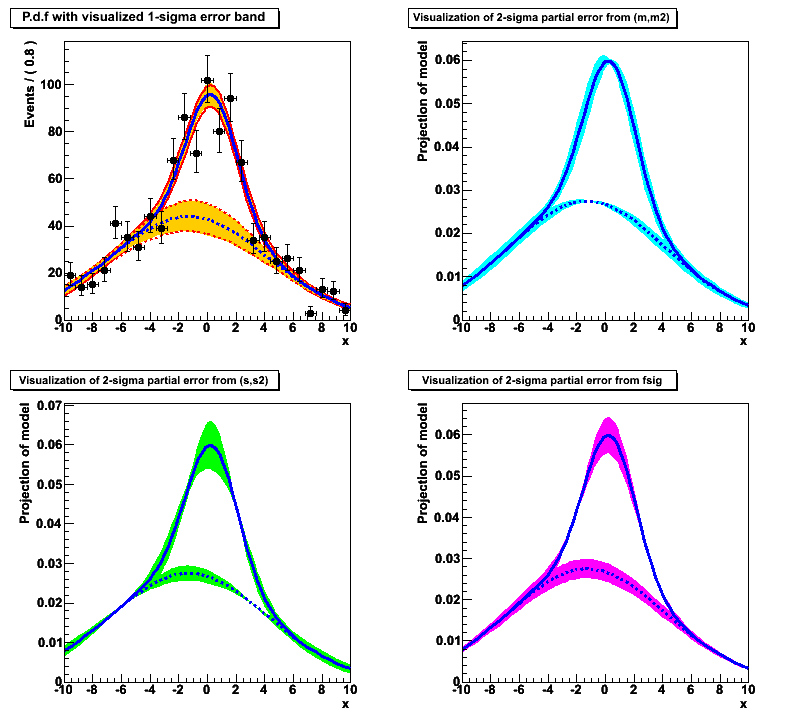 P.d.f with visualized 1-sigma error band
Events / ( 0.8 )
100
80
60
40
20
0
-10 -8 -6 -4 -2 0 2 4 6 8 10
x
Visualization of 2-sigma partial error from (m,m2)
Projection of model
0.06
0.05
0.04
0.03
0.02
0.01
0
-10 -8 -6 -4 -2 0 2 4 6 8 10
x
Visualization of 2-sigma partial error from (s,s2)
Projection of model
0.07
0.06
0.05
0.04
0.03
0.02
0.01
0
-10 -8 -6 -4 -2 0 2 4 6 8 10
x
Visualization of 2-sigma partial error from fsig
Projection of model
0.06
0.05
0.04
0.03
0.02
0.01
0
-10 -8 -6 -4 -2 0 2 4 6 8 10
x